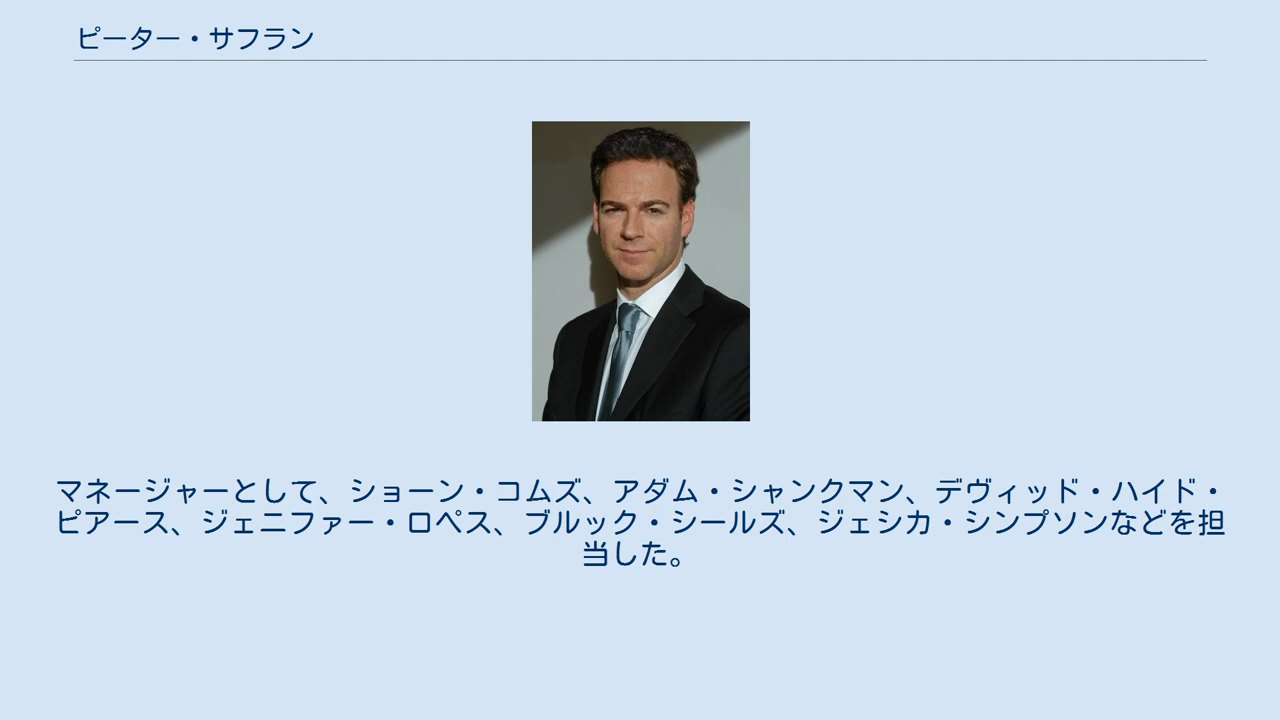 ピーター・サフラン
マネージャーとして、ショーン・コムズ、アダム・シャンクマン、デヴィッド・ハイド・
ピアース、ジェニファー・ロペス、ブルック・シールズ、ジェシカ・シンプソンなどを担
当した。